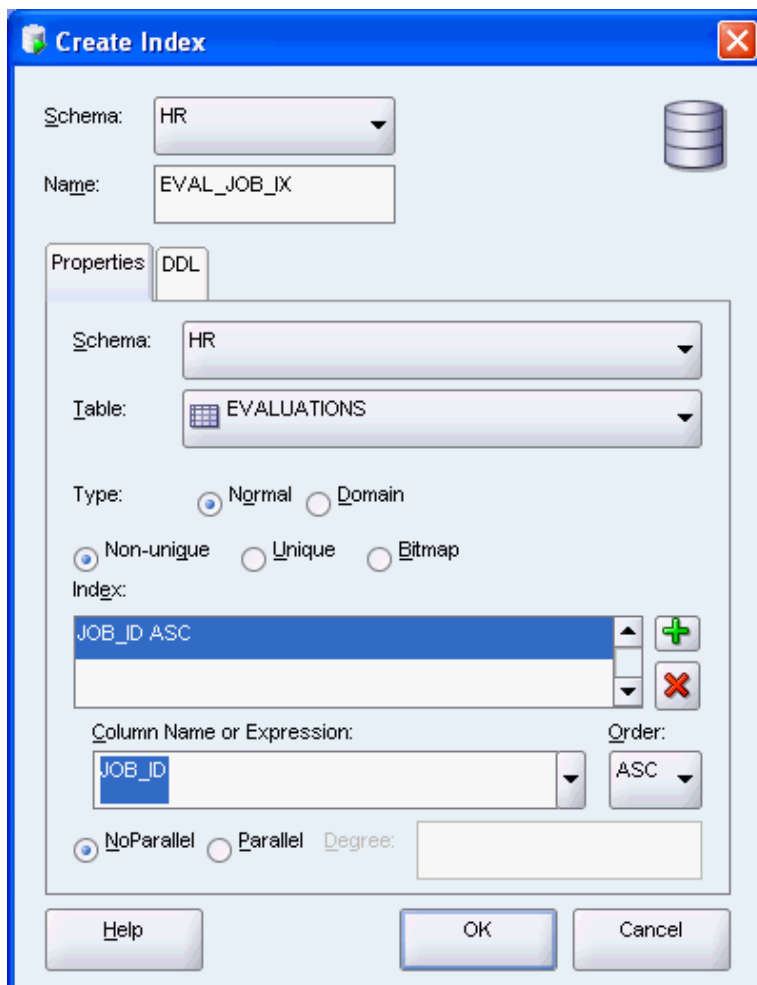 Create Index
Schema: HR
Name: EVAL_JOB_IX
Properties DDL
Schema: HR
Table: EVALUATIONS
Type: Normal Domain
Non-unique Unique Bitmap
Index:
JOB_ID ASC
Column Name or Expression: Order:
JOB_ID ASC
NoParallel Parallel Degree:
Help OK Cancel